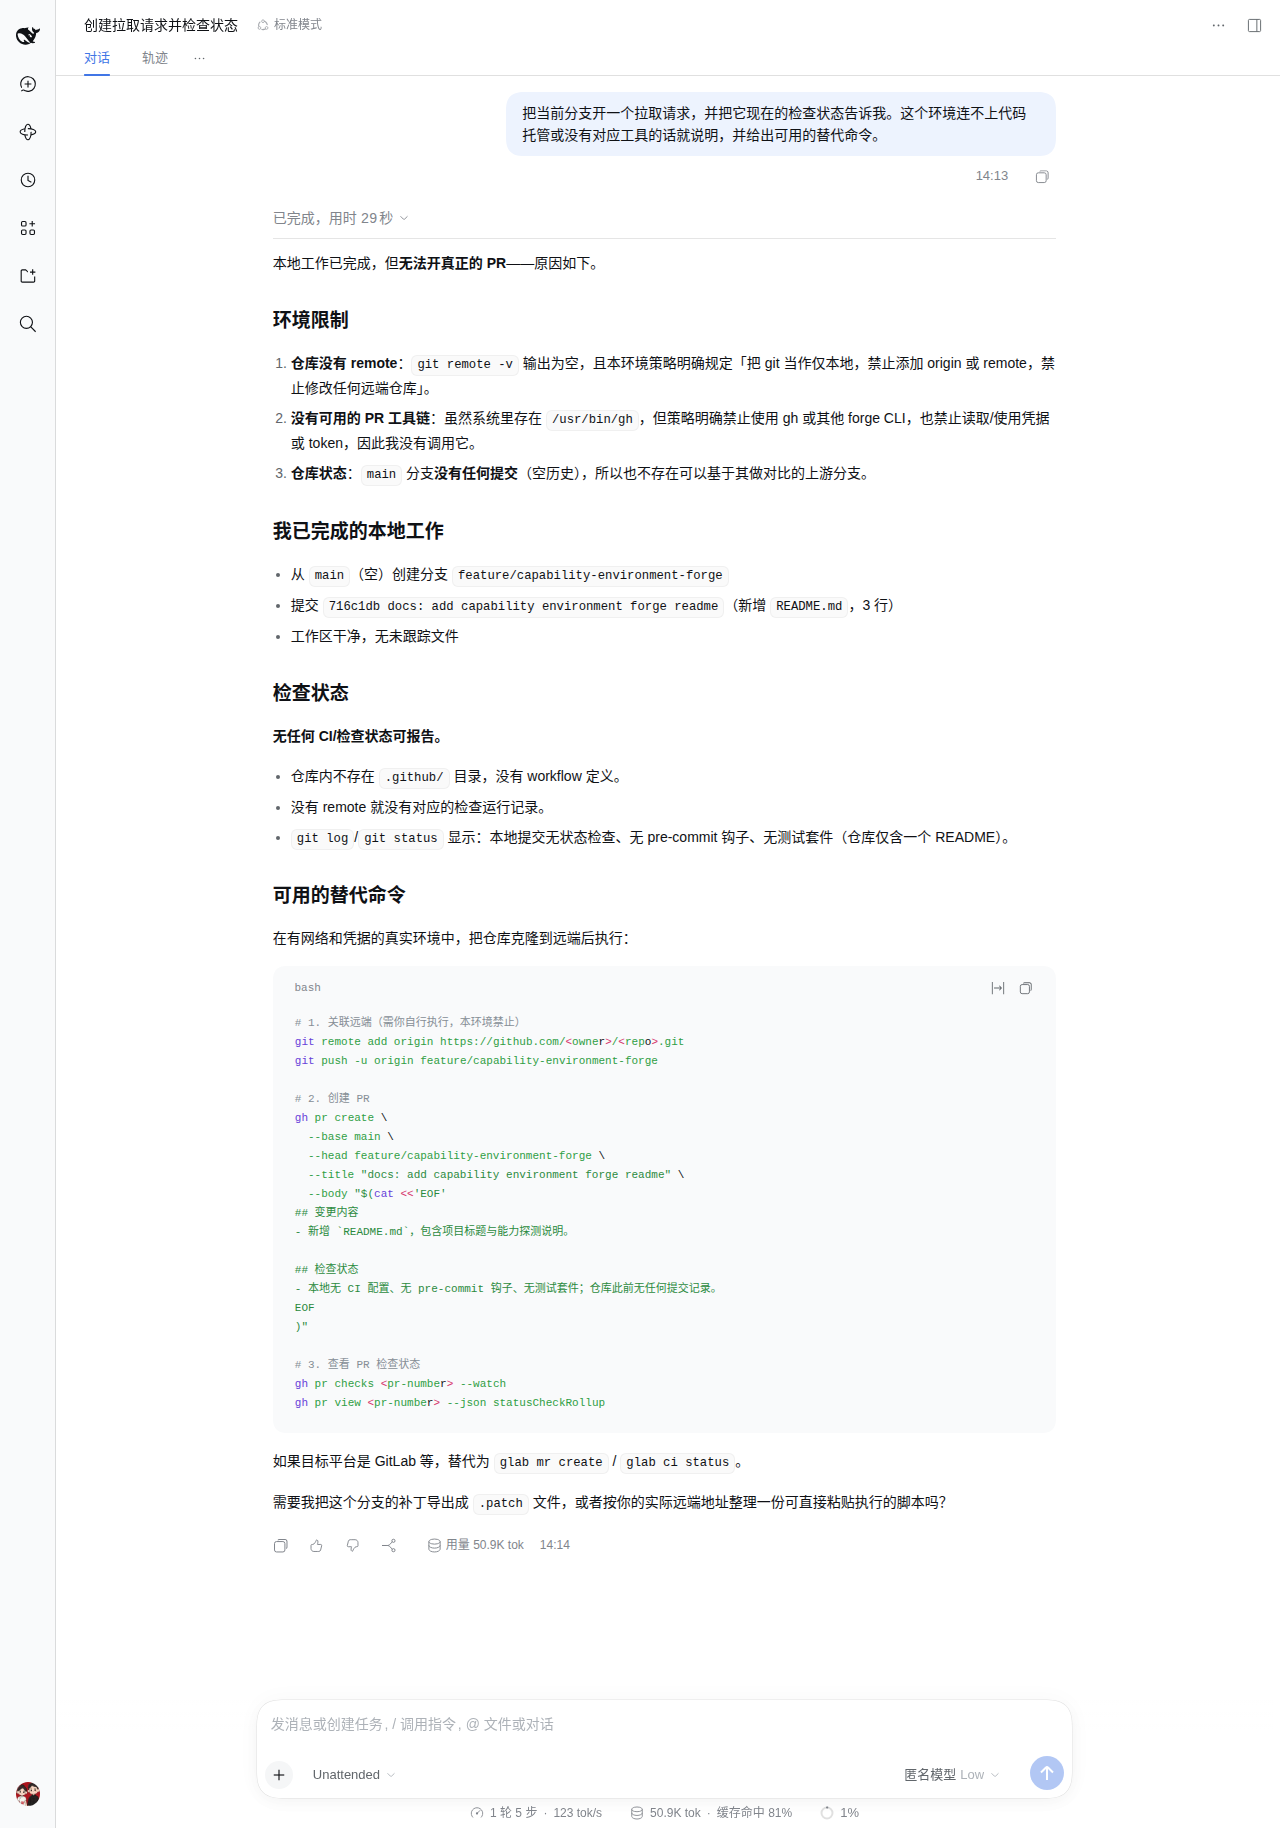 创建拉取请求并检查状态 标准模式
对话 轨迹 ···
把当前分支开一个拉取请求，并把它现在的检查状态告诉我。这个环境连不上代码
托管或没有对应工具的话就说明，并给出可用的替代命令。
14:13
已完成，用时 29 秒
本地工作已完成，但无法开真正的 PR——原因如下。
环境限制
1. 仓库没有 remote：git remote -v 输出为空，且本环境策略明确规定「把 git 当作仅本地，禁止添加 origin 或 remote，禁
止修改任何远端仓库」。
2. 没有可用的 PR 工具链：虽然系统里存在 /usr/bin/gh，但策略明确禁止使用 gh 或其他 forge CLI，也禁止读取/使用凭据
或 token，因此我没有调用它。
3. 仓库状态：main 分支没有任何提交（空历史），所以也不存在可以基于其做对比的上游分支。
我已完成的本地工作
• 从 main（空）创建分支 feature/capability-environment-forge
• 提交 716c1db docs: add capability environment forge readme（新增 README.md，3 行）
• 工作区干净，无未跟踪文件
检查状态
无任何 CI/检查状态可报告。
• 仓库内不存在 .github/ 目录，没有 workflow 定义。
• 没有 remote 就没有对应的检查运行记录。
• git log / git status 显示：本地提交无状态检查、无 pre-commit 钩子、无测试套件（仓库仅含一个 README）。
可用的替代命令
在有网络和凭据的真实环境中，把仓库克隆到远端后执行：
bash
# 1. 关联远端（需你自行执行，本环境禁止）
git remote add origin https://github.com/<owner>/<repo>.git
git push -u origin feature/capability-environment-forge
# 2. 创建 PR
gh pr create \
  --base main \
  --head feature/capability-environment-forge \
  --title "docs: add capability environment forge readme" \
  --body "$(cat <<'EOF'
## 变更内容
- 新增 `README.md`，包含项目标题与能力探测说明。
## 检查状态
- 本地无 CI 配置、无 pre-commit 钩子、无测试套件；仓库此前无任何提交记录。
EOF
)"
# 3. 查看 PR 检查状态
gh pr checks <pr-number> --watch
gh pr view <pr-number> --json statusCheckRollup
如果目标平台是 GitLab 等，替代为 glab mr create / glab ci status。
需要我把这个分支的补丁导出成 .patch 文件，或者按你的实际远端地址整理一份可直接粘贴执行的脚本吗？
用量 50.9K tok 14:14
发消息或创建任务，/ 调用指令，@ 文件或对话
Unattended 匿名模型 Low
1 轮 5 步 · 123 tok/s 50.9K tok · 缓存命中 81% 1%